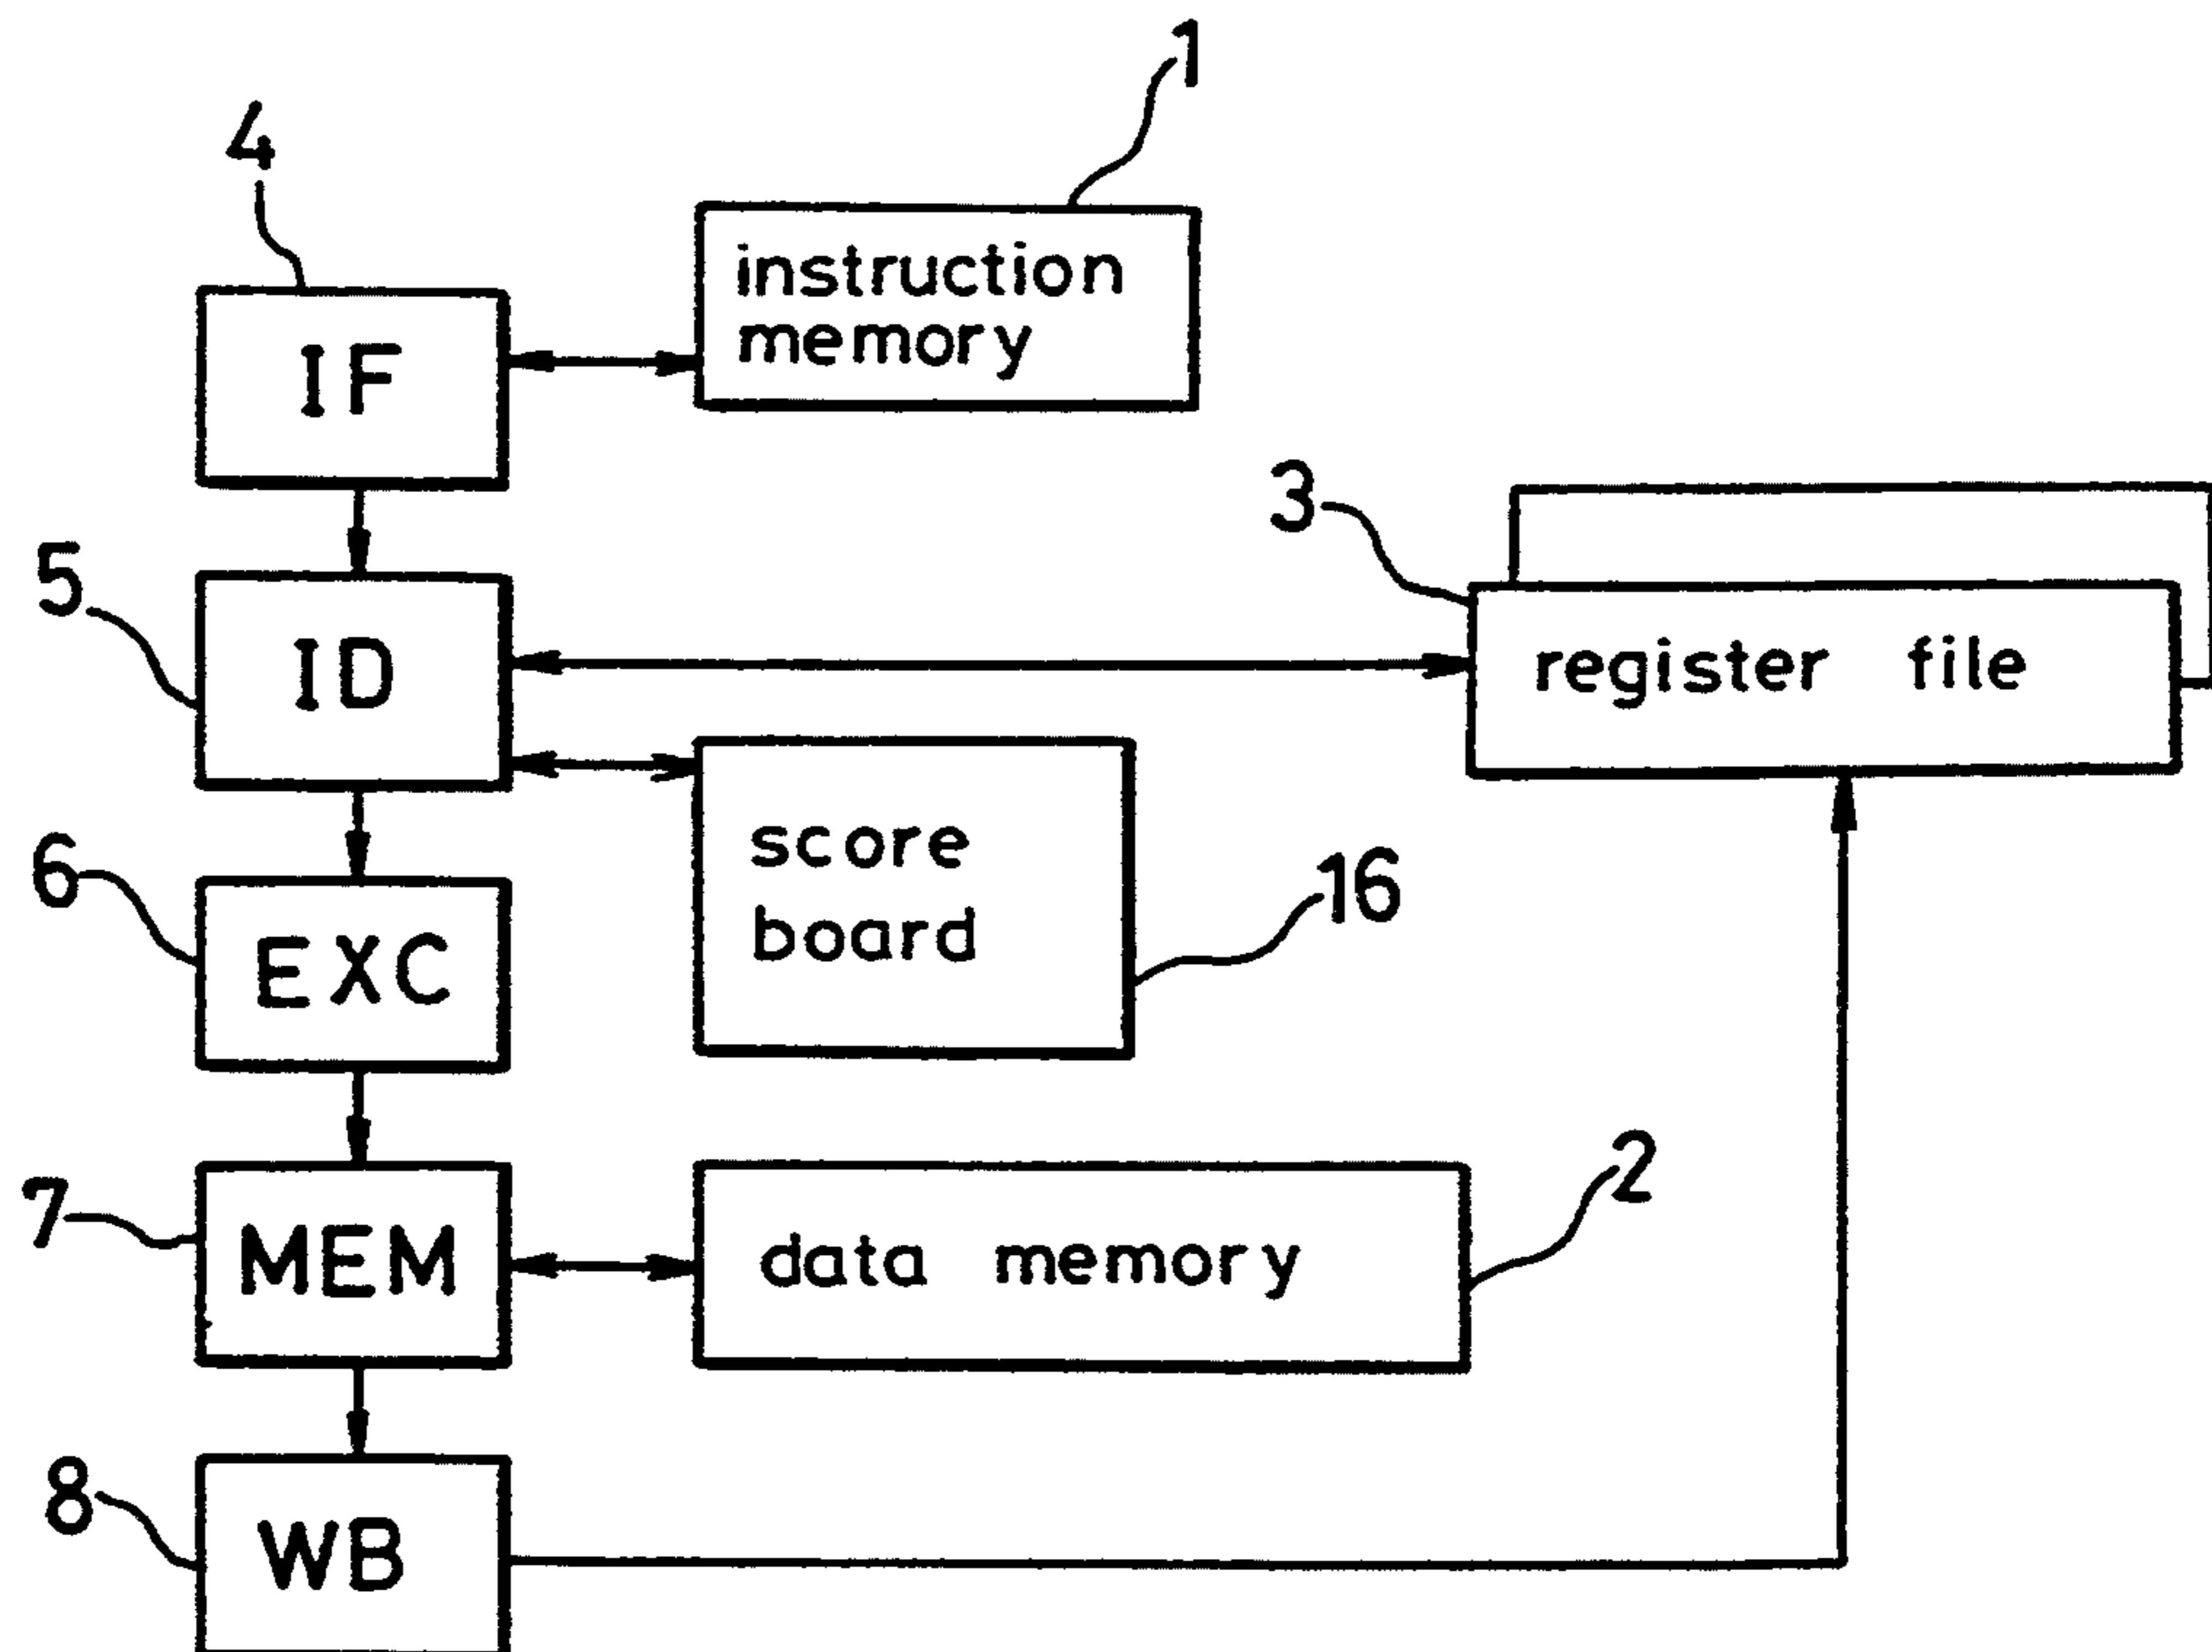 1
4
instruction
memory
IF
3
5
ID
register file
score
board
6
16
EXC
2
7
MEM
data memory
8
WB